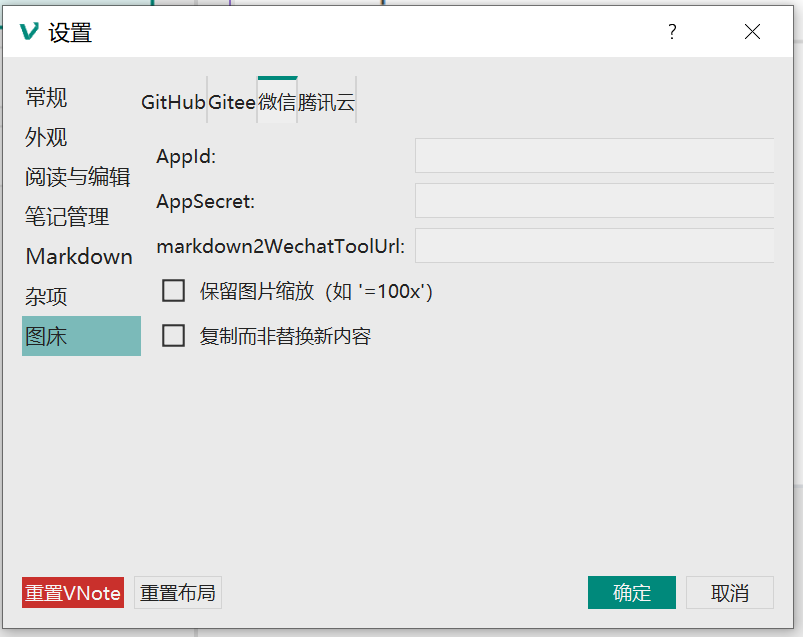 设置
?
常规
外观
阅读与编辑
笔记管理
Markdown
杂项
图床
GitHub Gitee 微信 腾讯云
AppId:
AppSecret:
markdown2WechatToolUrl:
保留图片缩放（如 '=100x'）
复制而非替换新内容
重置VNote 重置布局 确定 取消